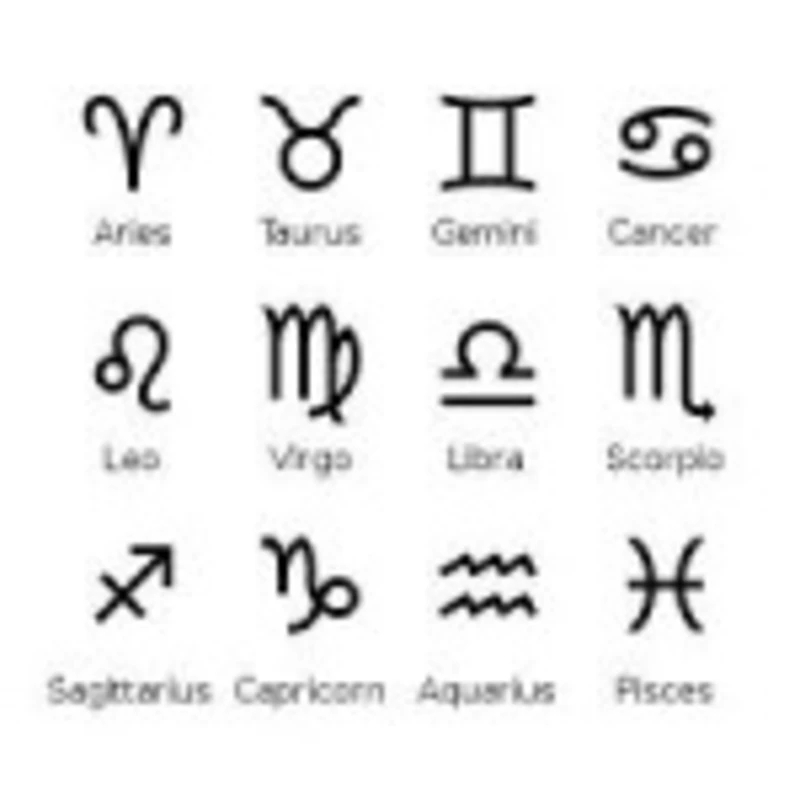 Aries Taurus Gemini Cancer
Leo Virgo Libra Scorpio
Sagittarius Capricorn Aquarius Pisces